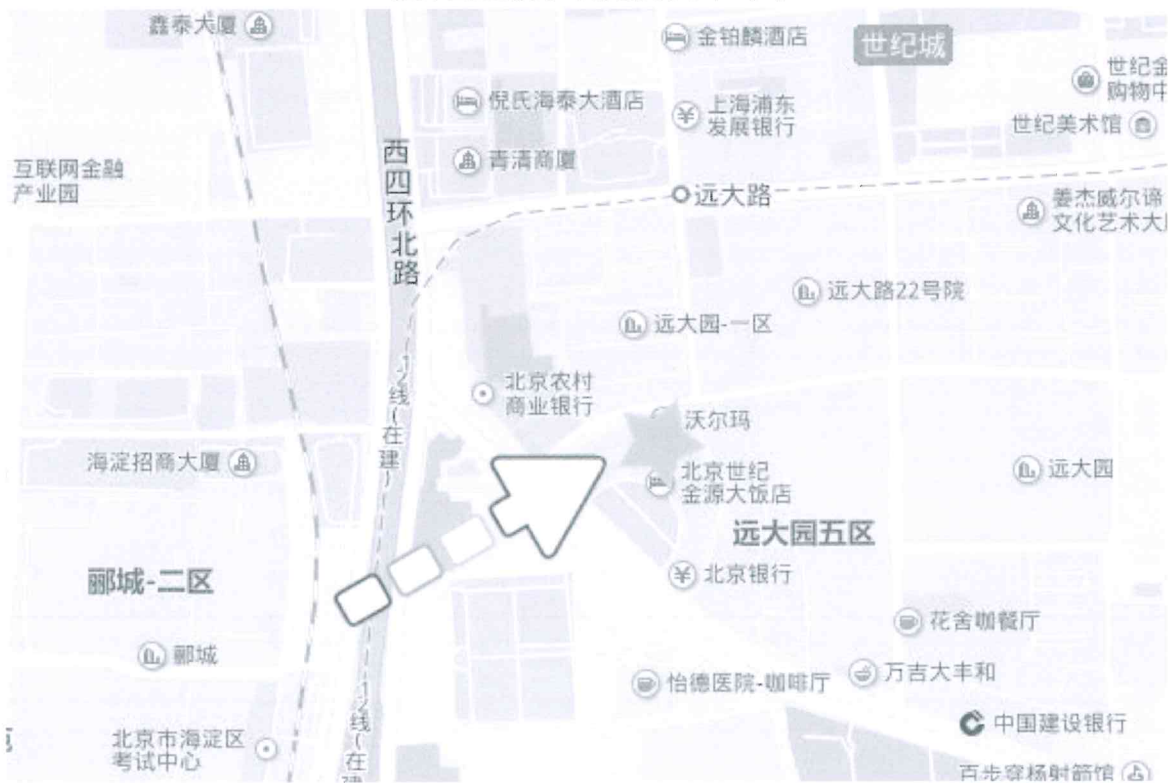 鑫泰大厦
金铂麟酒店
世纪城
世纪金
购物中
倪氏海泰大酒店
上海浦东
发展银行
世纪美术馆
青清商厦
互联网金融
产业园
西四环北路
远大路
姜杰威尔谛
文化艺术大
远大路22号院
远大园-一区
北京农村
商业银行
12线(在建)
沃尔玛
海淀招商大厦
北京世纪
金源大饭店
远大园
远大园五区
郦城-二区
北京银行
花舍咖餐厅
郦城
怡德医院-咖啡厅
万吉大丰和
中国建设银行
北京市海淀区
考试中心
线(在
百步穿杨射箭馆